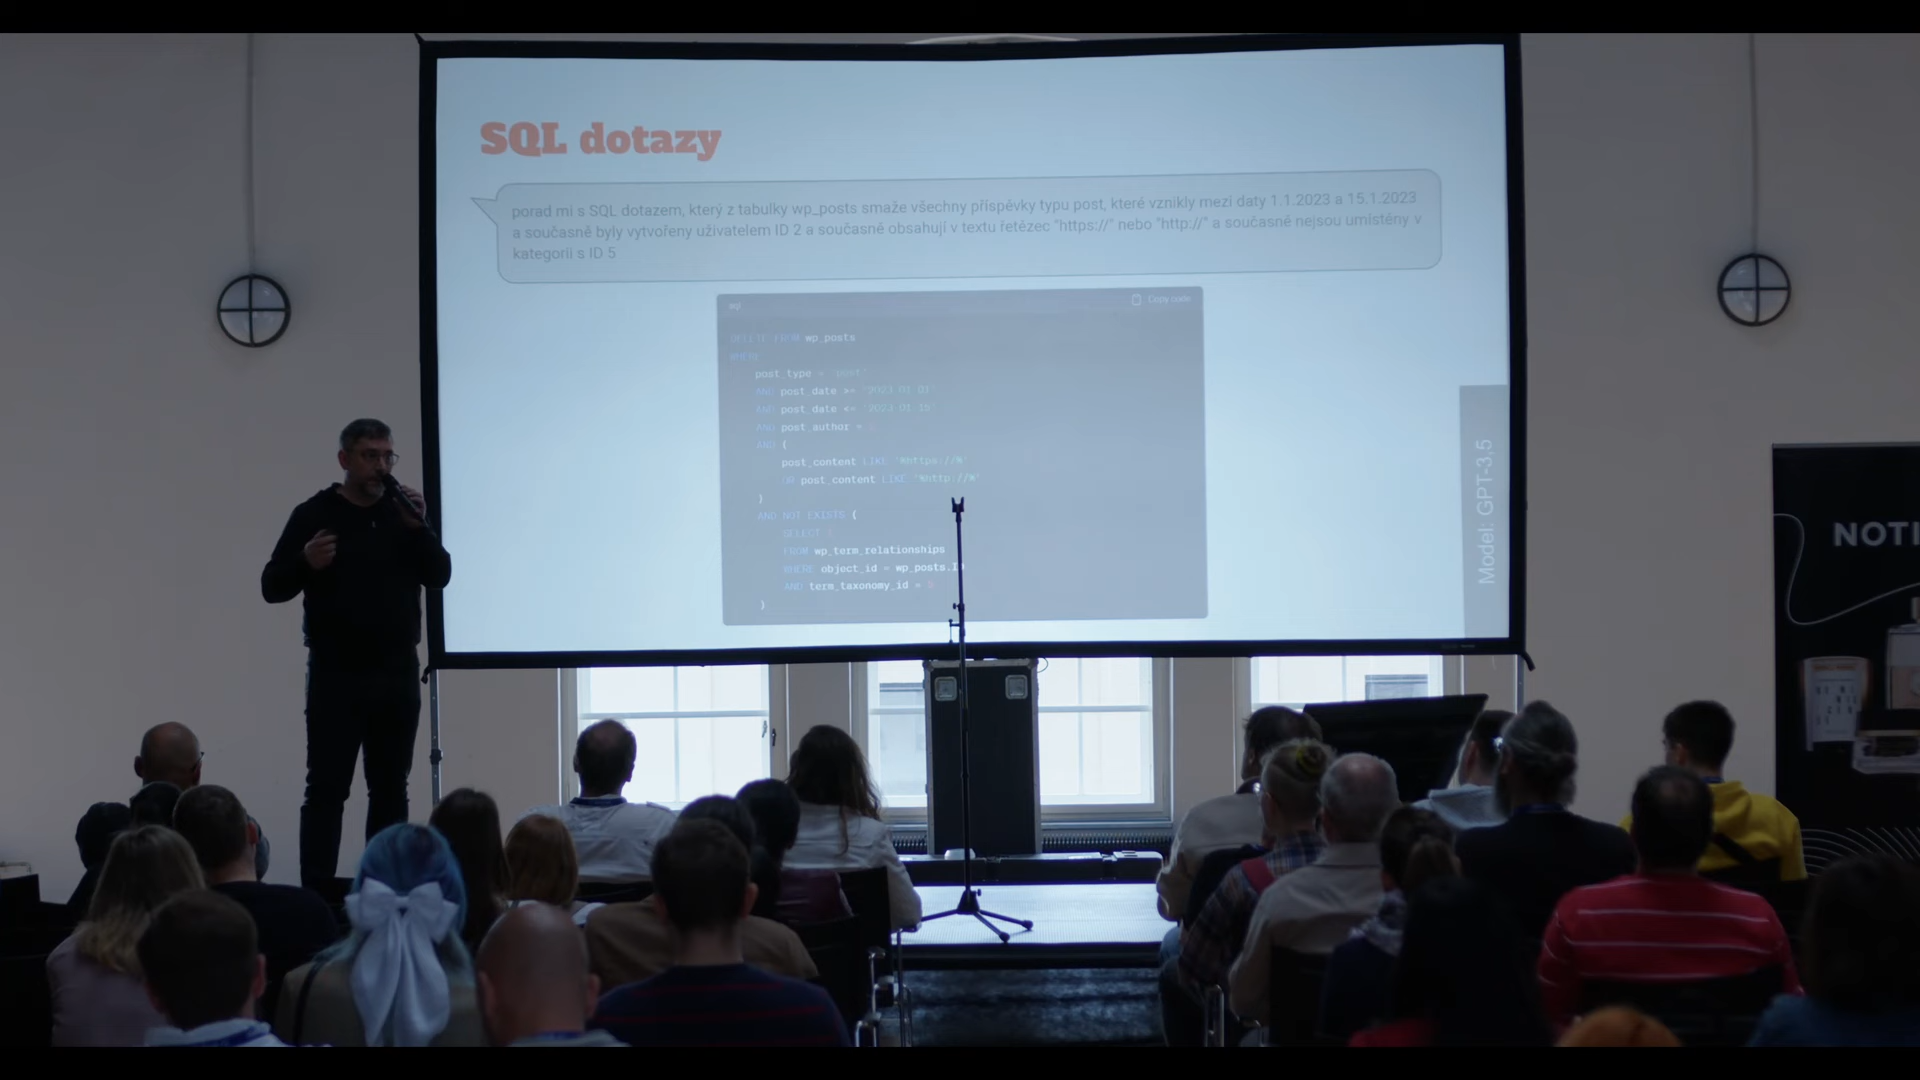 SQL dotazy
porad mi s SQL dotazem, který z tabulky wp_posts smaže všechny příspěvky typu post, které vznikly mezi daty 1.1.2023 a 15.1.2023
a současně byly vytvořeny uživatelem ID 2 a současně obsahují v textu řetězec "https://" nebo "http://" a současně nejsou umístěny v
kategorii s ID 5
sql
Copy code
DELETE FROM wp_posts
WHERE
post_type = 'post'
AND post_date >= '2023-01-01'
AND post_date <= '2023-01-15'
AND post_author =
AND (
post_content LIKE '%https://%'
OR post_content LIKE '%http://%'
)
AND NOT EXISTS (
SELECT
FROM wp_term_relationships
WHERE object_id = wp_posts.ID
AND term_taxonomy_id = 5
)
Model: GPT-3,5
NOTI